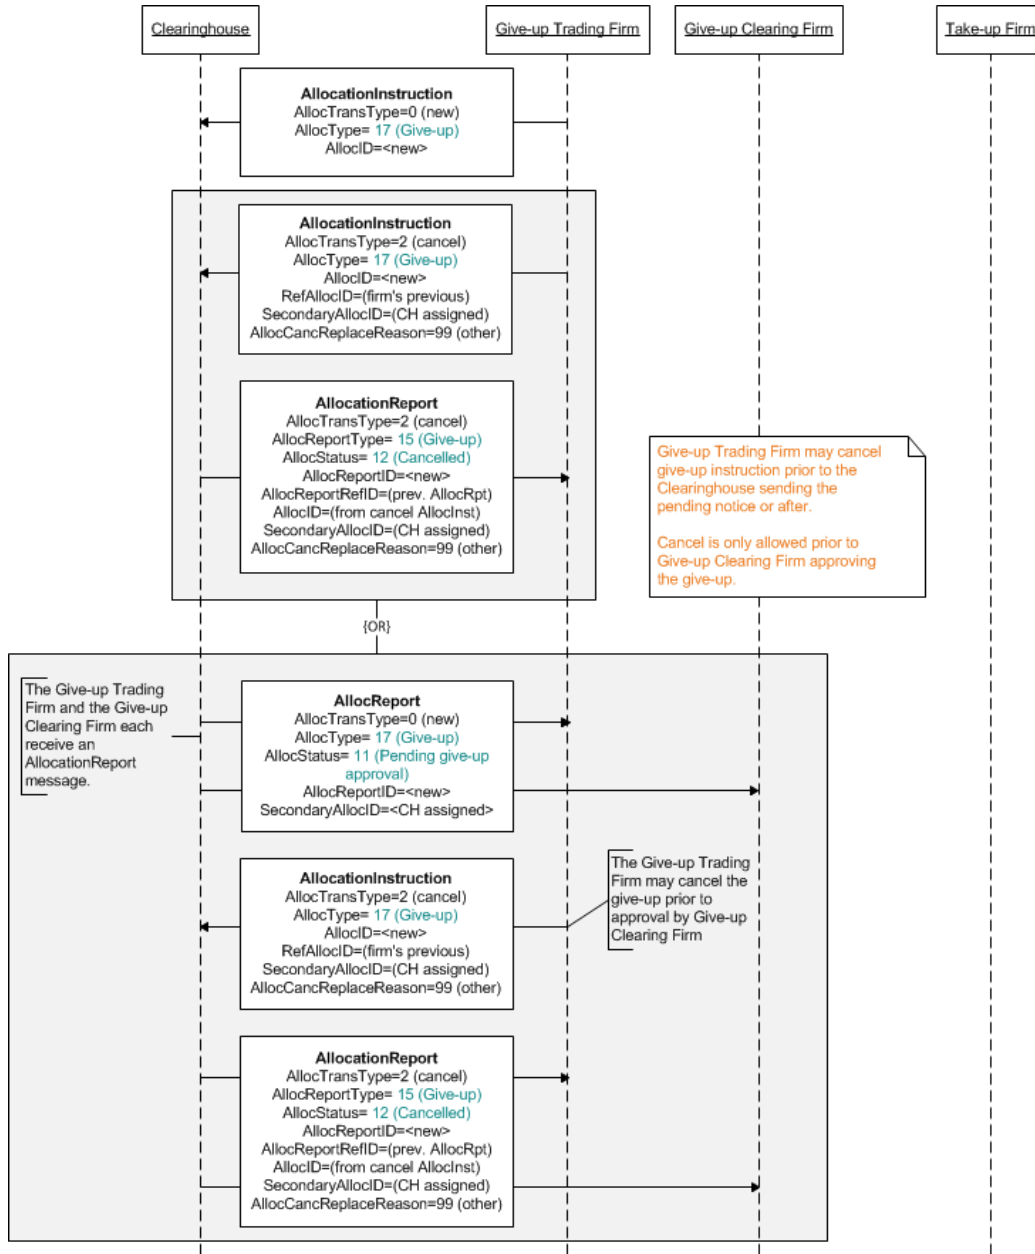 Clearinghouse
Give-up Trading Firm
Give-up Clearing Firm
Take-up Firm
AllocationInstruction
AllocTransType=0 (new)
AllocType= 17 (Give-up)
AllocID=<new>
AllocationInstruction
AllocTransType=2 (cancel)
AllocType= 17 (Give-up)
AllocID=<new>
RefAllocID=(firm's previous)
SecondaryAllocID=(CH assigned)
AllocCancReplaceReason=99 (other)
AllocationReport
AllocTransType=2 (cancel)
AllocReportType= 15 (Give-up)
AllocStatus= 12 (Cancelled)
AllocReportID=<new>
AllocReportRefID=(prev. AllocRpt)
AllocID=(from cancel AllocInst)
SecondaryAllocID=(CH assigned)
AllocCancReplaceReason=99 (other)
Give-up Trading Firm may cancel
give-up instruction prior to the
Clearinghouse sending the
pending notice or after.
Cancel is only allowed prior to
Give-up Clearing Firm approving
the give-up.
{OR}
The Give-up Trading
Firm and the Give-up
Clearing Firm each
receive an
AllocationReport
message.
AllocReport
AllocTransType=0 (new)
AllocType= 17 (Give-up)
AllocStatus= 11 (Pending give-up
approval)
AllocReportID=<new>
SecondaryAllocID=<CH assigned>
AllocationInstruction
AllocTransType=2 (cancel)
AllocType= 17 (Give-up)
AllocID=<new>
RefAllocID=(firm's previous)
SecondaryAllocID=(CH assigned)
AllocCancReplaceReason=99 (other)
The Give-up Trading
Firm may cancel the
give-up prior to
approval by Give-up
Clearing Firm
AllocationReport
AllocTransType=2 (cancel)
AllocReportType= 15 (Give-up)
AllocStatus= 12 (Cancelled)
AllocReportID=<new>
AllocReportRefID=(prev. AllocRpt)
AllocID=(from cancel AllocInst)
SecondaryAllocID=(CH assigned)
AllocCancReplaceReason=99 (other)